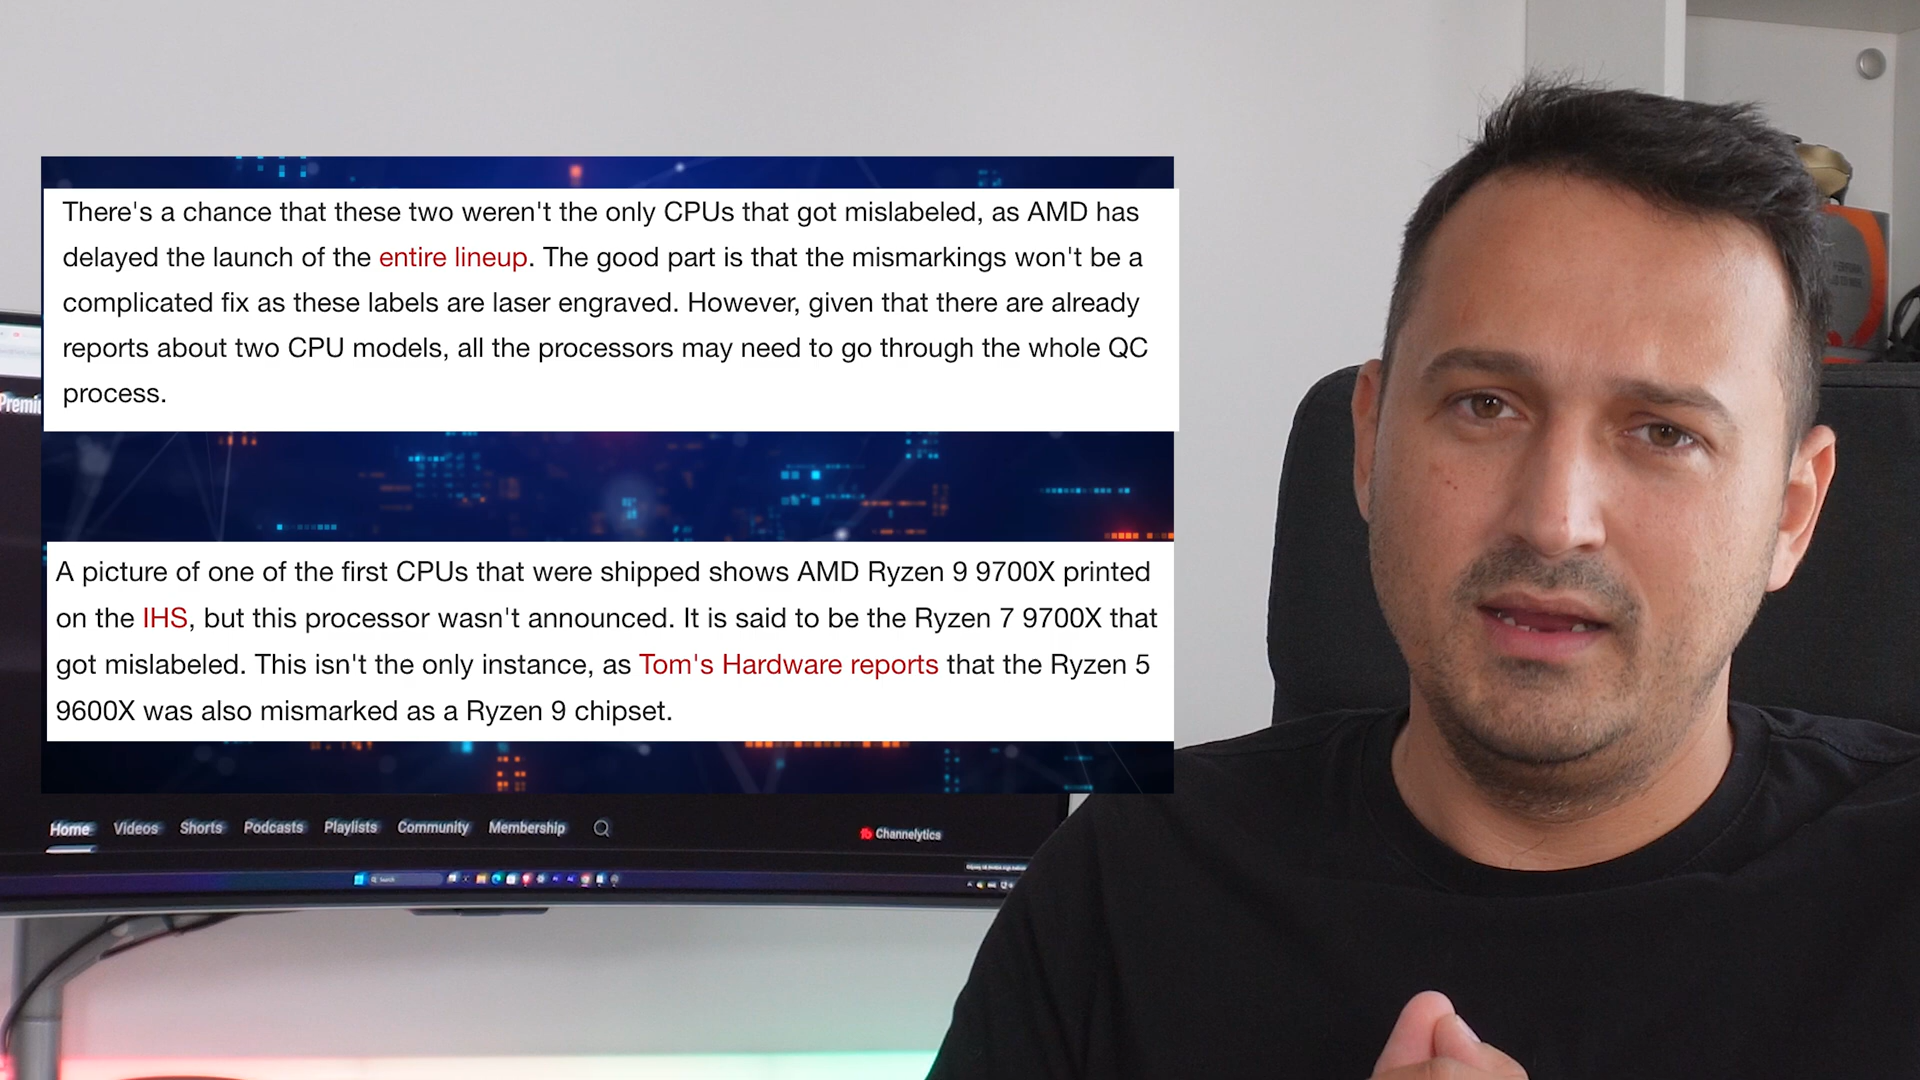 There's a chance that these two weren't the only CPUs that got mislabeled, as AMD has
delayed the launch of the entire lineup. The good part is that the mismarkings won't be a
complicated fix as these labels are laser engraved. However, given that there are already
reports about two CPU models, all the processors may need to go through the whole QC
process.
Premi
A picture of one of the first CPUs that were shipped shows AMD Ryzen 9 9700X printed
on the IHS, but this processor wasn't announced. It is said to be the Ryzen 7 9700X that
got mislabeled. This isn't the only instance, as Tom's Hardware reports that the Ryzen 5
9600X was also mismarked as a Ryzen 9 chipset.
Home Videos Shorts Podcasts Playlists Community Membership
Channelytics
Search